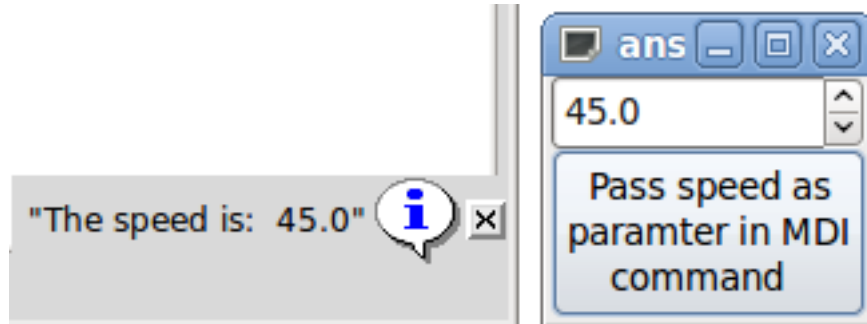 "The speed is:  45.0" i
ans
45.0
Pass speed as
paramter in MDI
command